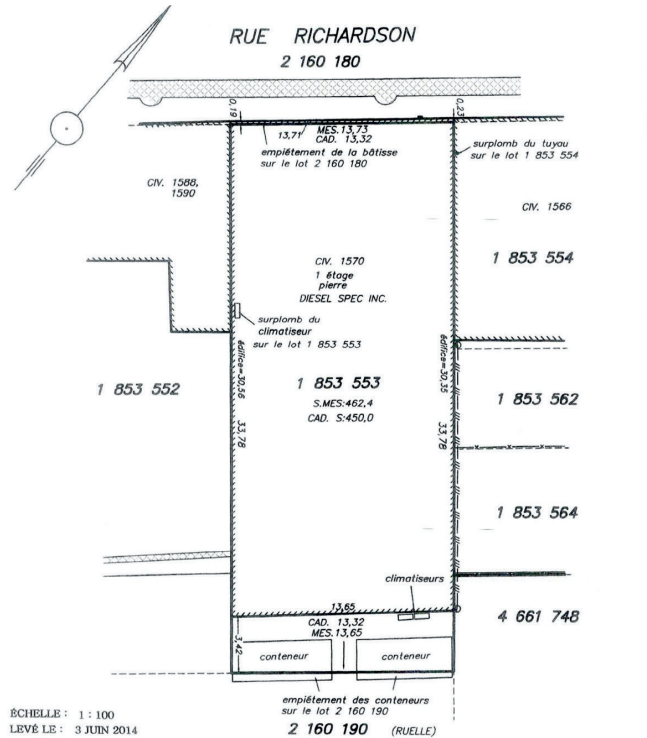 RUE RICHARDSON
2 160 180
0,19
0,23
13,71
MES. 13,73
CAD. 13,32
empiétement de la bâtisse
sur le lot 2 160 180
surplomb du tuyau
sur le lot 1 853 554
CIV. 1588,
1590
CIV. 1566
1 853 554
CIV. 1570
1 étage
pierre
DIESEL SPEC INC.
surplomb du
climatiseur
sur le lot 1 853 553
édifice=30,56
33,78
édifice=30,35
33,78
1 853 552
1 853 553
S.MES:462,4
CAD. S:450,0
1 853 562
1 853 564
climatiseurs
13,65
CAD. 13,32
MES. 13,65
3,42
4 661 748
conteneur
conteneur
empiétement des conteneurs
sur le lot 2 160 190
2 160 190 (RUELLE)
ÉCHELLE : 1 : 100
LEVÉ LE : 3 JUIN 2014